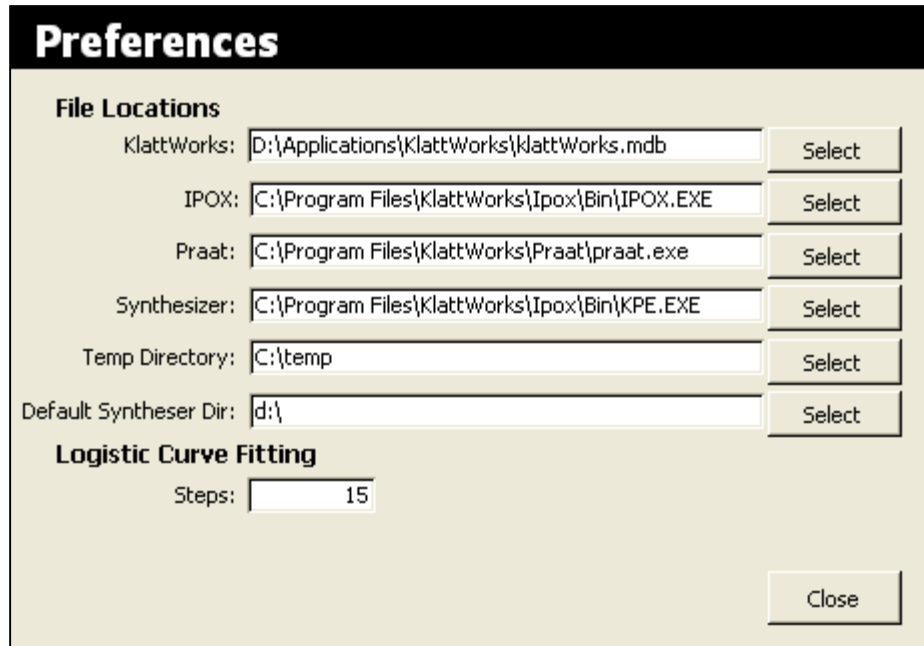 Preferences
File Locations
KlattWorks: D:\Applications\KlattWorks\klattWorks.mdb Select
IPOX: C:\Program Files\KlattWorks\Ipox\Bin\IPOX.EXE Select
Praat: C:\Program Files\KlattWorks\Praat\praat.exe Select
Synthesizer: C:\Program Files\KlattWorks\Ipox\Bin\KPE.EXE Select
Temp Directory: C:\temp Select
Default Syntheser Dir: d:\ Select
Logistic Curve Fitting
Steps: 15
Close